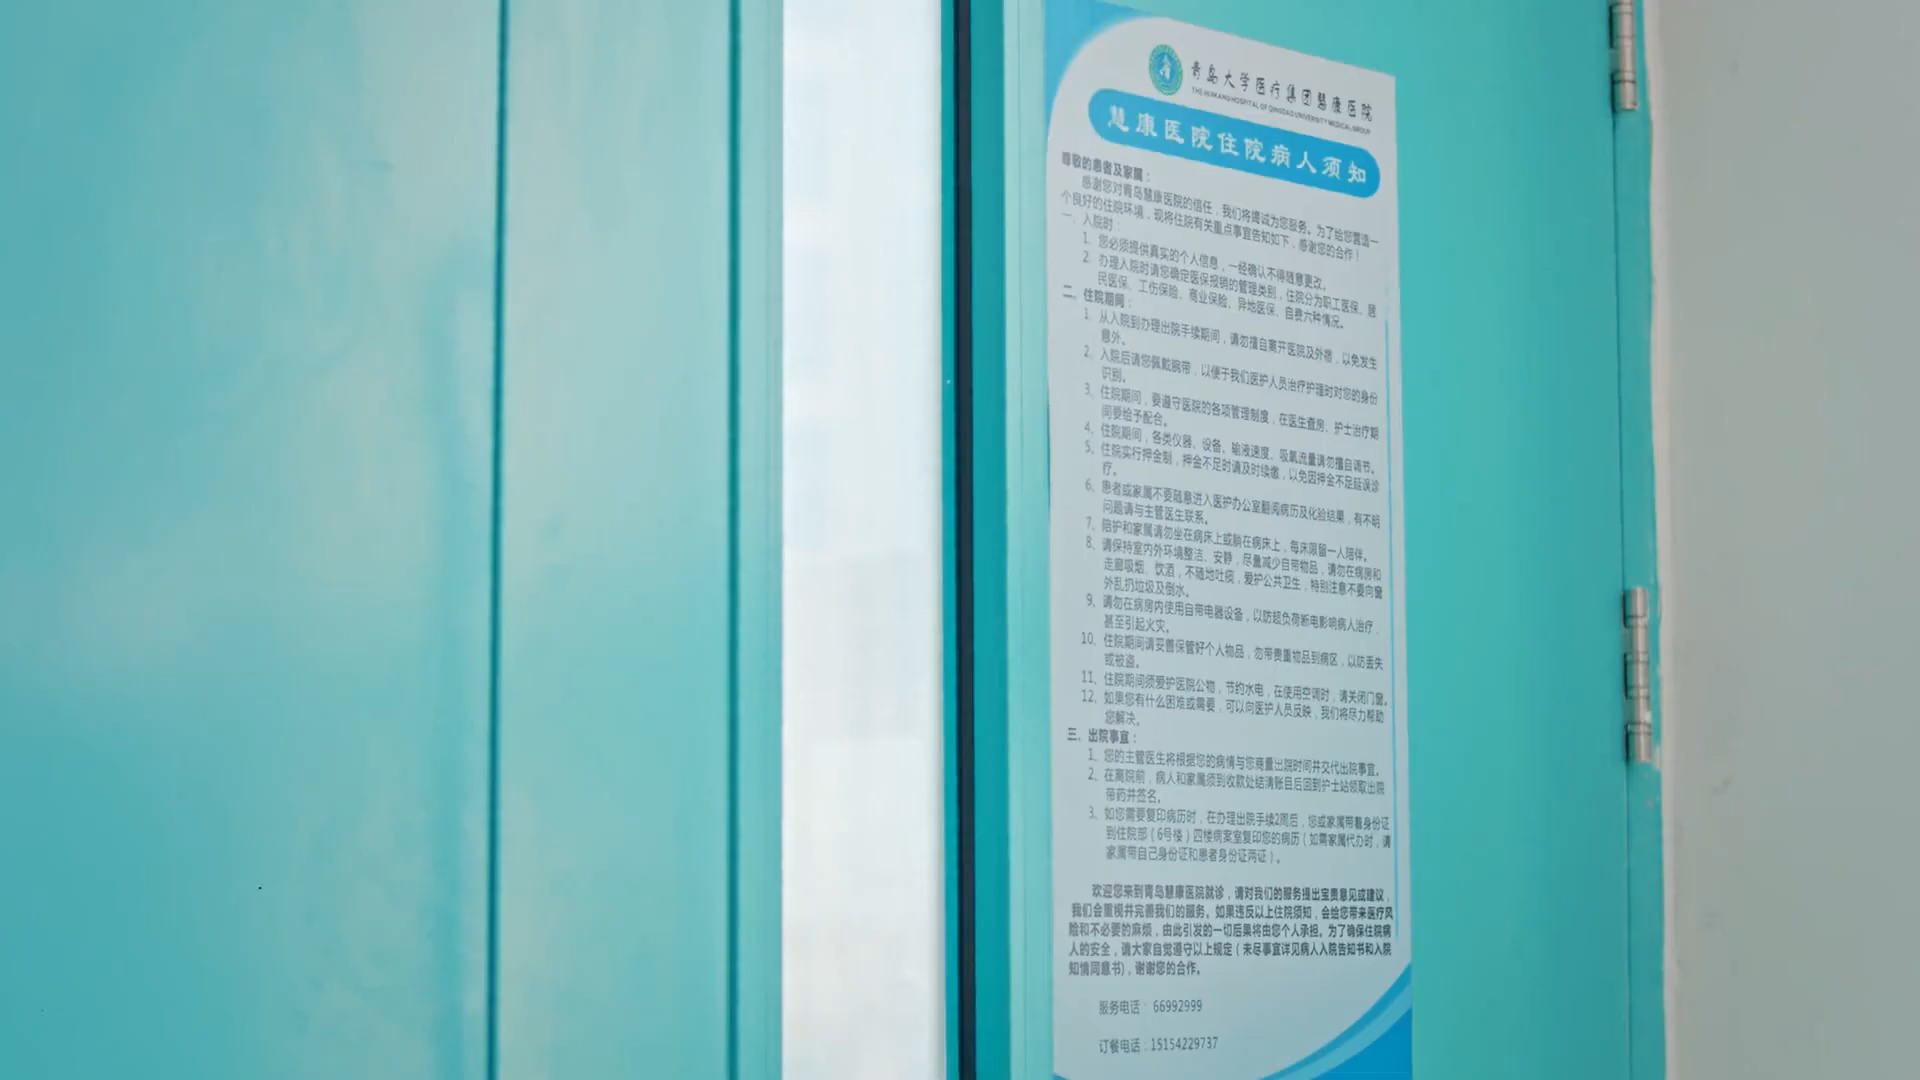 青岛大学医疗集团慧康医院
THE HUIKANG HOSPITAL OF QINGDAO UNIVERSITY MEDICAL GROUP
慧康医院住院病人须知
尊敬的患者及家属：
感谢您对青岛慧康医院的信任，我们将竭诚为您服务。为了给您营造一
个良好的住院环境，现将住院有关重点事宜告知如下，感谢您的合作！
一、入院时：
1、您必须提供真实的个人信息，一经确认不得随意更改。
2、办理入院时请您确定医保报销的管理类别，住院分为职工医保、居
民医保、工伤保险、商业保险、异地医保、自费六种情况。
二、住院期间：
1、从入院到办理出院手续期间，请勿擅自离开医院及外宿，以免发生
意外。
2、入院后请您佩戴腕带，以便于我们医护人员治疗护理时对您的身份
识别。
3、住院期间，要遵守医院的各项管理制度，在医生查房、护士治疗期
间要给予配合。
4、住院期间，各类仪器、设备、输液速度、吸氧流量请勿擅自调节。
5、住院实行押金制，押金不足时请及时续缴，以免因押金不足延误诊
疗。
6、患者或家属不要随意进入医护办公室翻阅病历及化验结果，有不明
问题请与主管医生联系。
7、陪护和家属请勿坐在病床上或躺在病床上，每床限留一人陪伴。
8、请保持室内外环境整洁、安静，尽量减少自带物品，请勿在病房和
走廊吸烟、饮酒，不随地吐痰，爱护公共卫生，特别注意不要向窗
外乱扔垃圾及倒水。
9、请勿在病房内使用自带电器设备，以防超负荷断电影响病人治疗，
甚至引起火灾。
10、住院期间请妥善保管好个人物品，勿带贵重物品到病区，以防丢失
或被盗。
11、住院期间须爱护医院公物，节约水电，在使用空调时，请关闭门窗。
12、如果您有什么困难或需要，可以向医护人员反映，我们将尽力帮助
您解决。
三、出院事宜：
1、您的主管医生将根据您的病情与您商量出院时间并交代出院事宜。
2、在离院前，病人和家属须到收款处结清账目后回到护士站领取出院
带药并签名。
3、如您需要复印病历时，在办理出院手续2周后，您或家属带着身份证
到住院部（6号楼）四楼病案室复印您的病历（如需家属代办时，请
家属带自己身份证和患者身份证两证）。
欢迎您来到青岛慧康医院就诊，请对我们的服务提出宝贵意见或建议，
我们会重视并完善我们的服务。如果违反以上住院须知，会给您带来医疗风
险和不必要的麻烦，由此引发的一切后果将由您个人承担。为了确保住院病
人的安全，请大家自觉遵守以上规定（未尽事宜详见病人入院告知书和入院
知情同意书），谢谢您的合作。
服务电话：66992999
订餐电话：15154229737